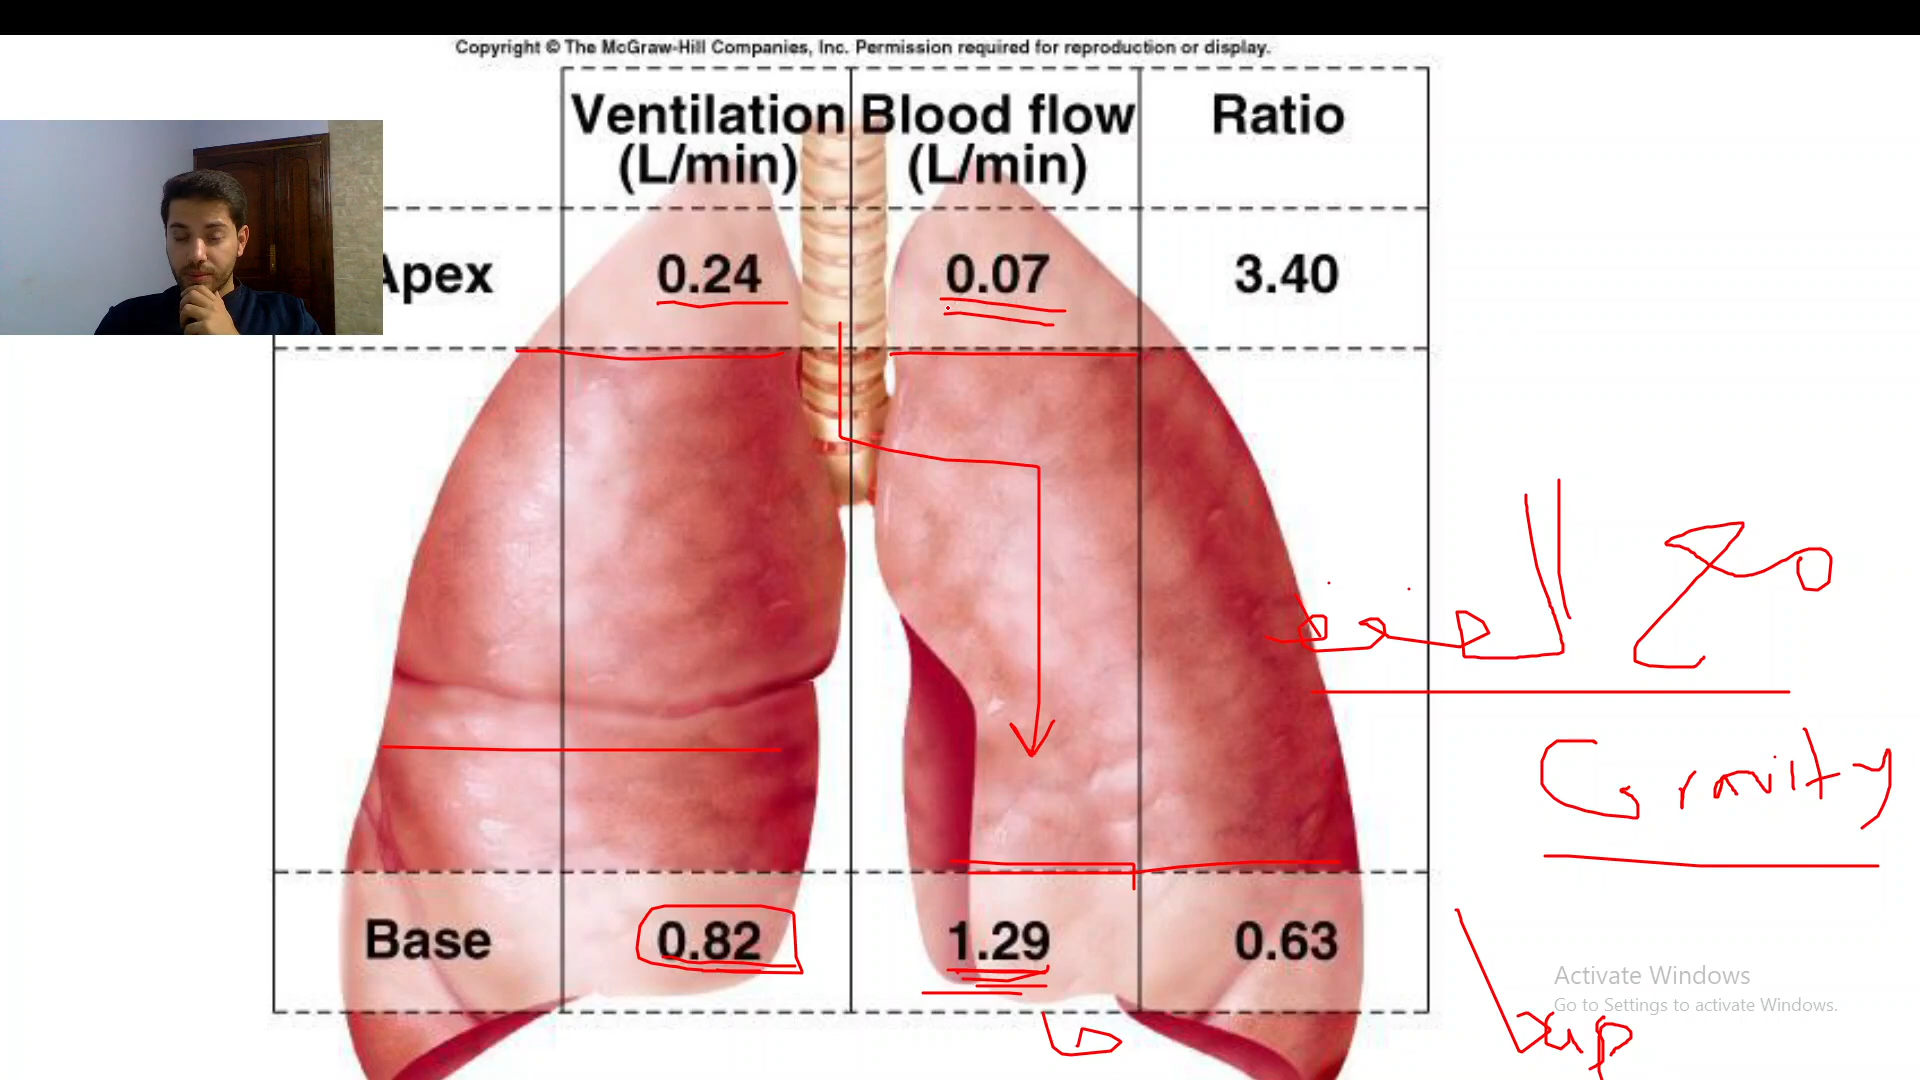 Copyright © The McGraw-Hill Companies, Inc. Permission required for reproduction or display.
Ventilation (L/min) Blood flow (L/min) Ratio
Apex 0.24 0.07 3.40
Gravity
Base 0.82 1.29 0.63
Activate Windows
Go to Settings to activate Windows.